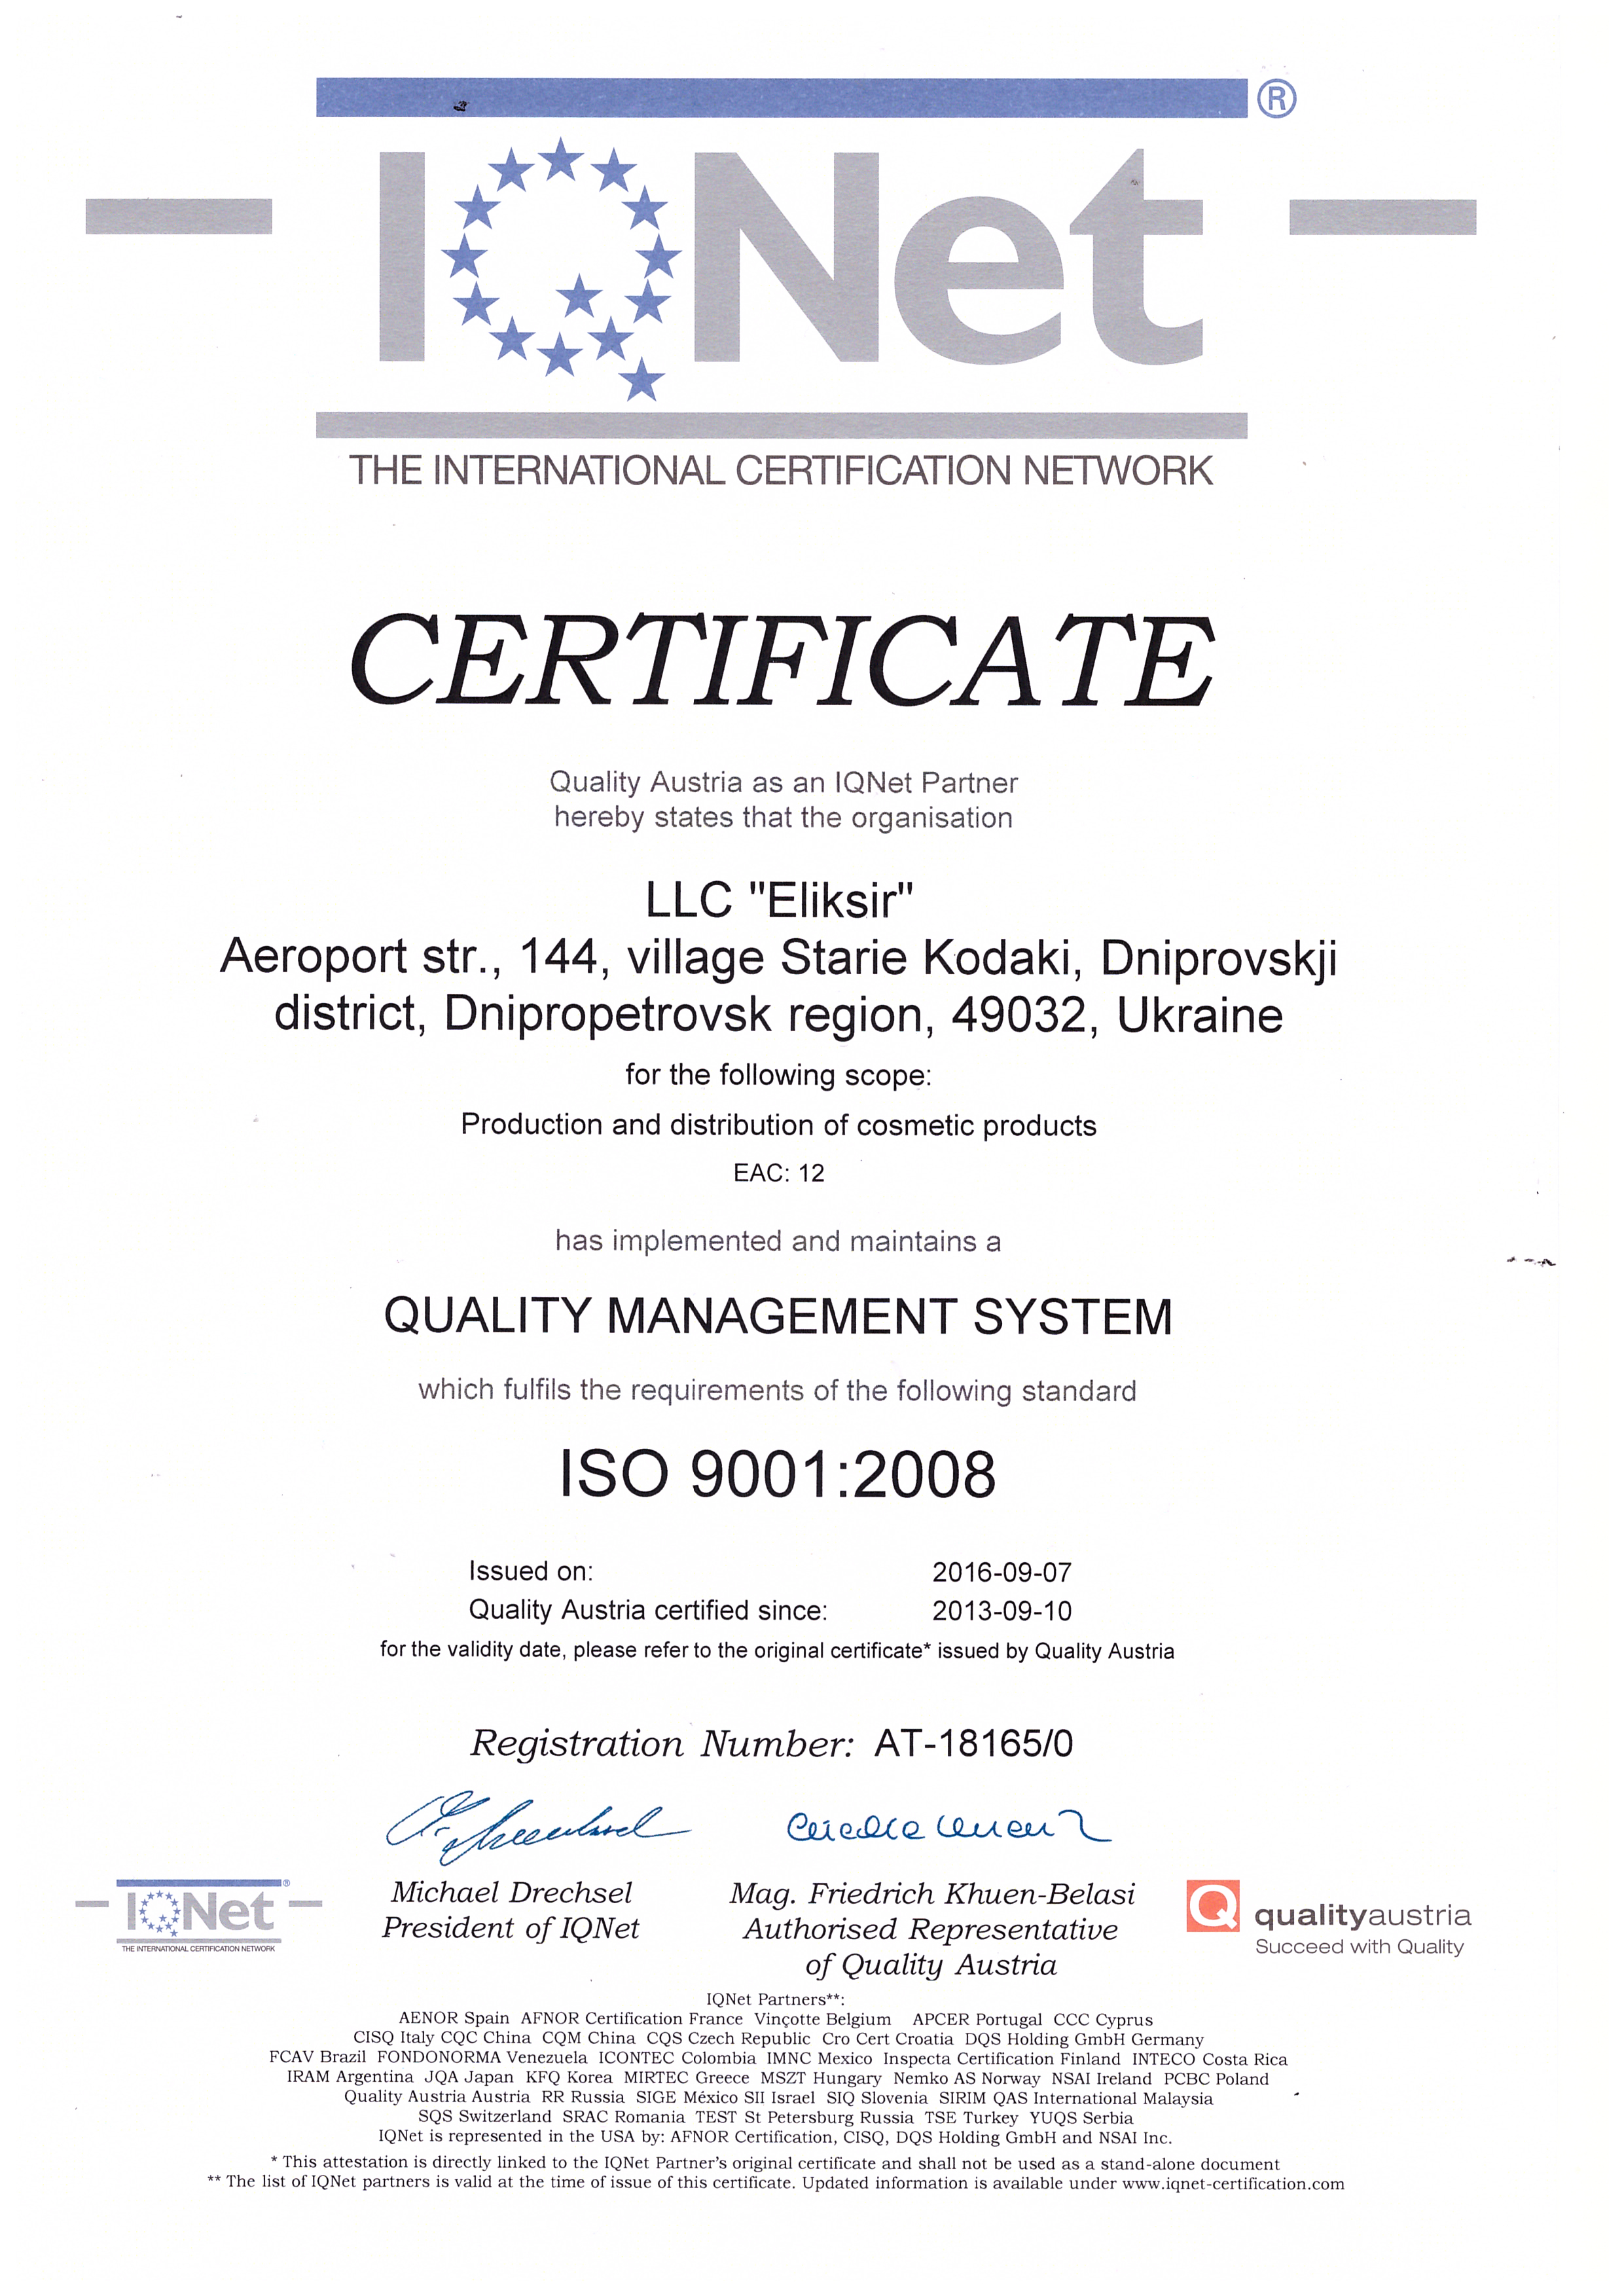 IQNet®
THE INTERNATIONAL CERTIFICATION NETWORK
CERTIFICATE
Quality Austria as an IQNet Partner
hereby states that the organisation
LLC "Eliksir"
Aeroport str., 144, village Starie Kodaki, Dniprovskji
district, Dnipropetrovsk region, 49032, Ukraine
for the following scope:
Production and distribution of cosmetic products
EAC: 12
has implemented and maintains a
QUALITY MANAGEMENT SYSTEM
which fulfils the requirements of the following standard
ISO 9001:2008
Issued on: 2016-09-07
Quality Austria certified since: 2013-09-10
for the validity date, please refer to the original certificate* issued by Quality Austria
Registration Number: AT-18165/0
IQNet®
THE INTERNATIONAL CERTIFICATION NETWORK
Michael Drechsel
President of IQNet
Mag. Friedrich Khuen-Belasi
Authorised Representative
of Quality Austria
Q qualityaustria
Succeed with Quality
IQNet Partners**:
AENOR Spain AFNOR Certification France Vinçotte Belgium APCER Portugal CCC Cyprus
CISQ Italy CQC China CQM China CQS Czech Republic Cro Cert Croatia DQS Holding GmbH Germany
FCAV Brazil FONDONORMA Venezuela ICONTEC Colombia IMNC Mexico Inspecta Certification Finland INTECO Costa Rica
IRAM Argentina JQA Japan KFQ Korea MIRTEC Greece MSZT Hungary Nemko AS Norway NSAI Ireland PCBC Poland
Quality Austria Austria RR Russia SIGE México SII Israel SIQ Slovenia SIRIM QAS International Malaysia
SQS Switzerland SRAC Romania TEST St Petersburg Russia TSE Turkey YUQS Serbia
IQNet is represented in the USA by: AFNOR Certification, CISQ, DQS Holding GmbH and NSAI Inc.
* This attestation is directly linked to the IQNet Partner's original certificate and shall not be used as a stand-alone document
** The list of IQNet partners is valid at the time of issue of this certificate. Updated information is available under www.iqnet-certification.com